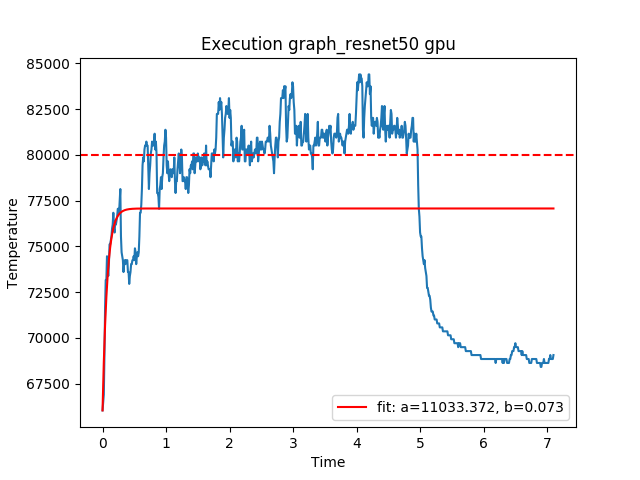 Execution graph_resnet50 gpu
85000
82500
80000
77500
75000
72500
70000
67500
Temperature
fit: a=11033.372, b=0.073
0 1 2 3 4 5 6 7
Time